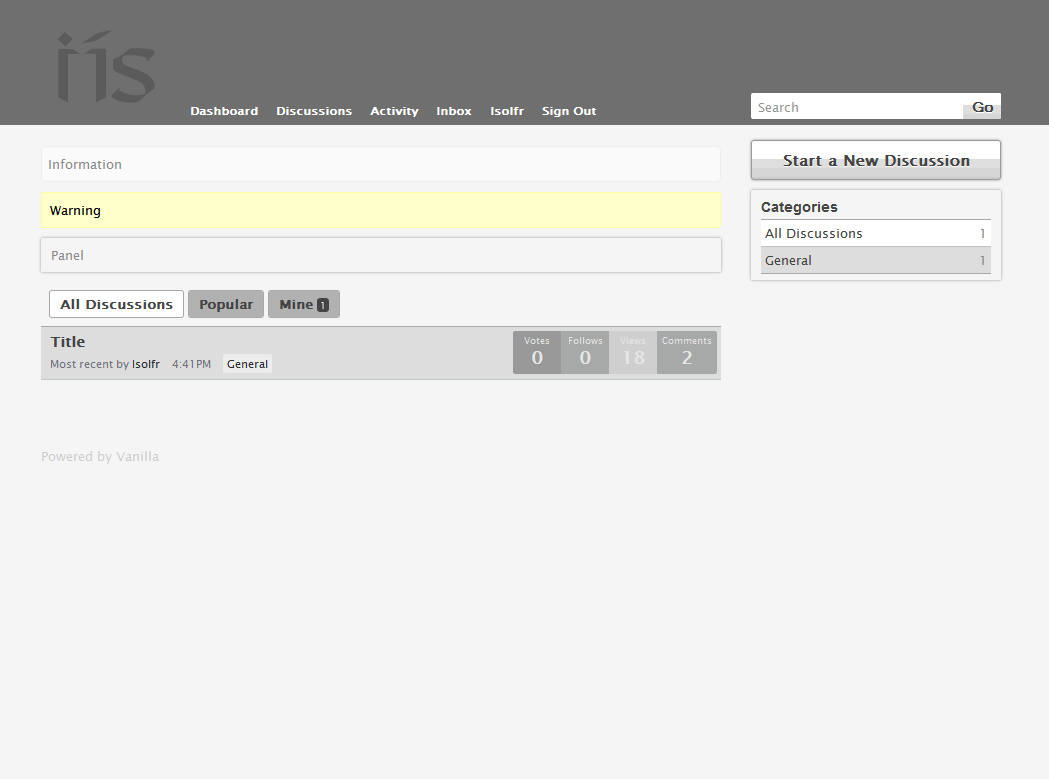 iís
Dashboard Discussions Activity Inbox Isolfr Sign Out
Search Go
Information
Warning
Panel
All Discussions Popular Mine 1
Title
Most recent by Isolfr 4:41PM General
Votes Follows Views Comments
0 0 18 2
Start a New Discussion
Categories
All Discussions 1
General 1
Powered by Vanilla